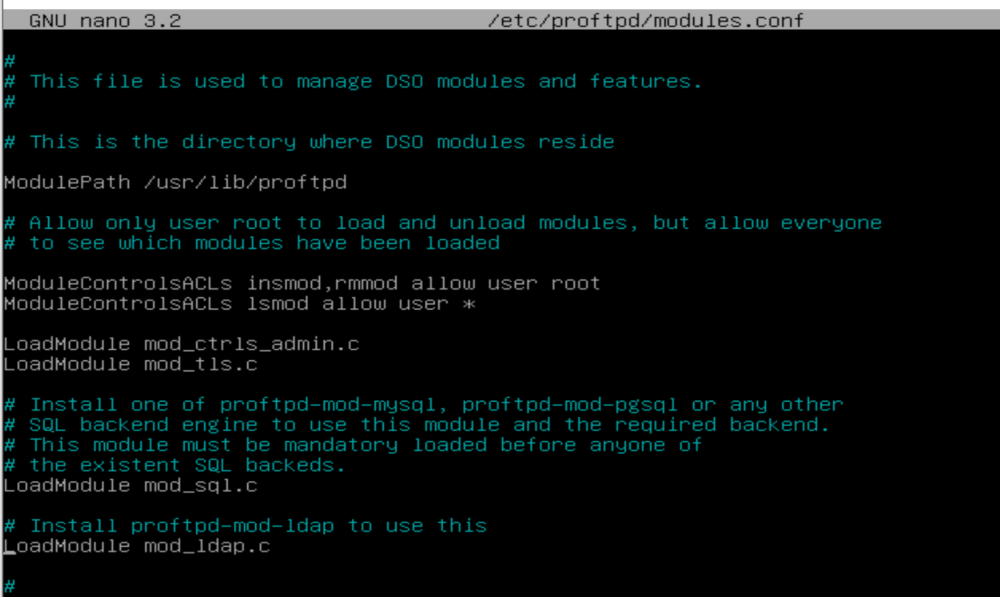 GNU nano 3.2 /etc/proftpd/modules.conf
#
# This file is used to manage DSO modules and features.
#
# This is the directory where DSO modules reside
ModulePath /usr/lib/proftpd
# Allow only user root to load and unload modules, but allow everyone
# to see which modules have been loaded
ModuleControlsACLs insmod,rmmod allow user root
ModuleControlsACLs lsmod allow user *
LoadModule mod_ctrls_admin.c
LoadModule mod_tls.c
# Install one of proftpd-mod-mysql, proftpd-mod-pgsql or any other
# SQL backend engine to use this module and the required backend.
# This module must be mandatory loaded before anyone of
# the existent SQL backeds.
LoadModule mod_sql.c
# Install proftpd-mod-ldap to use this
LoadModule mod_ldap.c
#